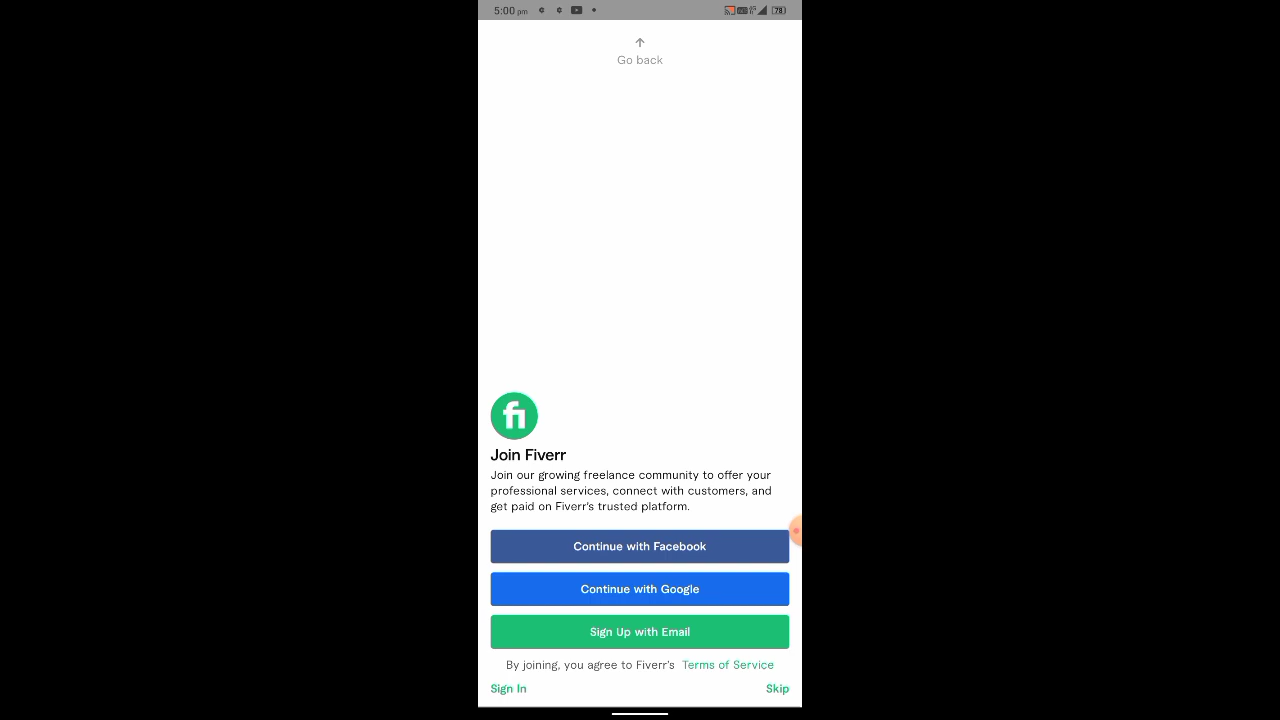 5:00 pm
78
Go back
fi
Join Fiverr
Join our growing freelance community to offer your
professional services, connect with customers, and
get paid on Fiverr's trusted platform.
Continue with Facebook
Continue with Google
Sign Up with Email
By joining, you agree to Fiverr's Terms of Service
Sign In
Skip